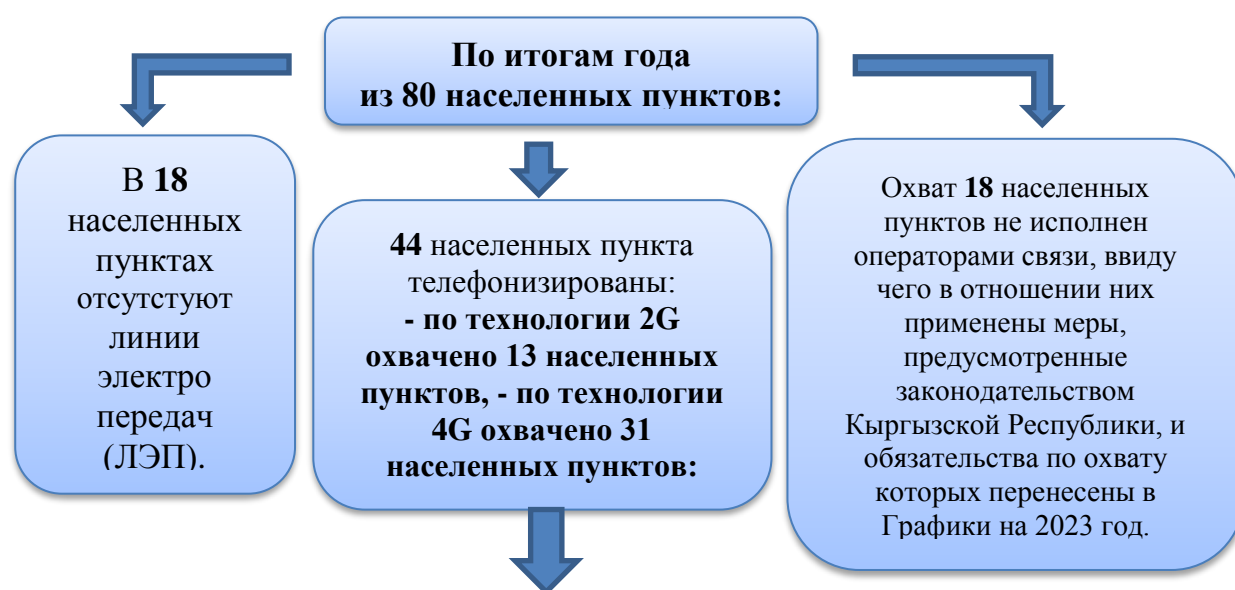 По итогам года
из 80 населенных пунктов:
В 18
населенных
пунктах
отсутстуют
линии
электро
передач
(ЛЭП).
44 населенных пункта
телефонизированы:
- по технологии 2G
охвачено 13 населенных
пунктов, - по технологии
4G охвачено 31
населенных пунктов:
Охват 18 населенных
пунктов не исполнен
операторами связи, ввиду
чего в отношении них
применены меры,
предусмотренные
законодательством
Кыргызской Республики, и
обязательства по охвату
которых перенесены в
Графики на 2023 год.